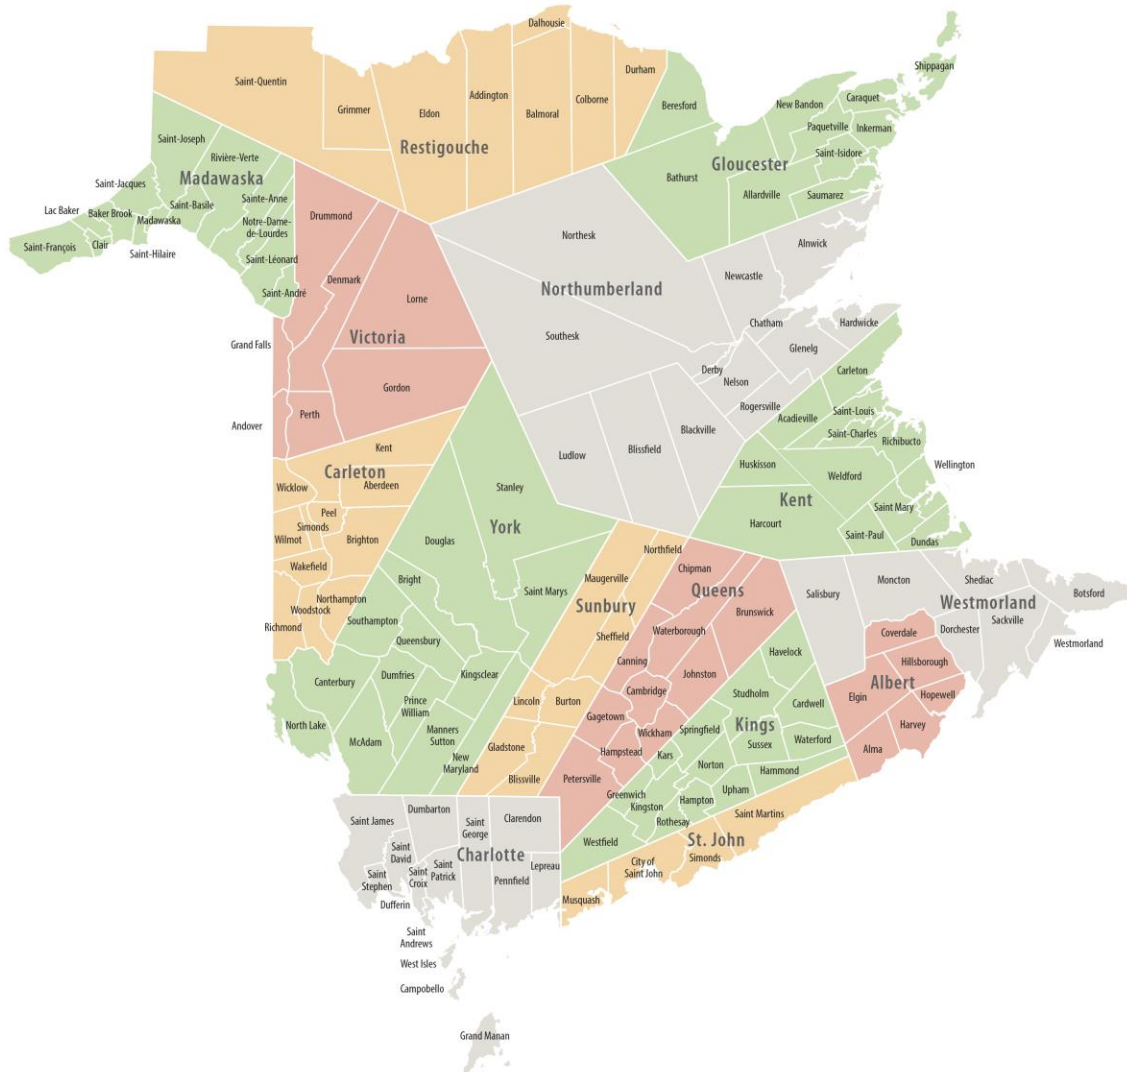 Dalhousie
Shippagan
Durham
Saint-Quentin
Addington
Colborne
Caraquet
New Bandon
Beresford
Grimmer
Eldon
Balmoral
Paquetville
Inkerman
Restigouche
Saint-Joseph
Saint-Isidore
Rivière-Verte
Gloucester
Bathurst
Madawaska
Saint-Jacques
Allardville
Saumarez
Sainte-Anne
Saint-Basile
Lac Baker
Baker Brook
Madawaska
Drummond
Notre-Dame-
de-Lourdes
Northesk
Alnwick
Saint-François
Clair
Saint-Hilaire
Saint-Léonard
Newcastle
Denmark
Northumberland
Saint-André
Lorne
Chatham
Hardwicke
Southesk
Victoria
Grand Falls
Glenelg
Derby
Carleton
Nelson
Gordon
Rogersville
Saint-Louis
Perth
Acadieville
Andover
Blackville
Saint-Charles
Richibucto
Kent
Blissfield
Ludlow
Huskisson
Wellington
Carleton
Weldford
Aberdeen
Wicklow
Stanley
Kent
Saint Mary
Peel
Simonds
York
Harcourt
Saint-Paul
Wilmot
Brighton
Douglas
Dundas
Northfield
Wakefield
Chipman
Shediac
Maugerville
Bright
Moncton
Queens
Saint Marys
Botsford
Salisbury
Northampton
Westmorland
Woodstock
Sunbury
Brunswick
Southampton
Sackville
Richmond
Dorchester
Waterborough
Coverdale
Queensbury
Sheffield
Westmorland
Havelock
Canning
Hillsborough
Canterbury
Dumfries
Kingsclear
Johnston
Albert
Cambridge
Studholm
Hopewell
Elgin
Prince
William
Lincoln
Burton
Cardwell
Gagetown
North Lake
Kings
Harvey
Manners
Sutton
Wickham
Springfield
McAdam
Waterford
Gladstone
Sussex
Alma
Hampstead
Kars
New
Maryland
Norton
Hammond
Blissville
Petersville
Upham
Greenwich
Hampton
Kingston
Dumbarton
Saint Martins
Saint James
Clarendon
Rothesay
Saint
George
St. John
Westfield
Saint
David
Charlotte
Simonds
Lepreau
City of
Saint John
Saint
Patrick
Saint
Stephen
Saint
Croix
Pennfield
Musquash
Dufferin
Saint
Andrews
West Isles
Campobello
Grand Manan